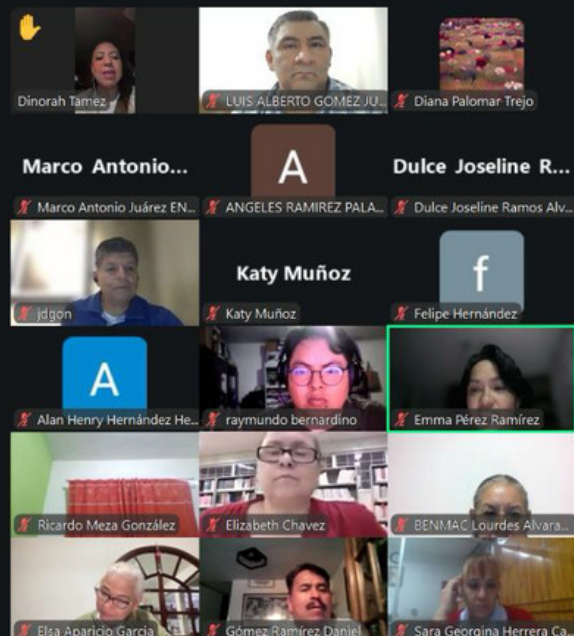 Dinorah Tamez
LUIS ALBERTO GOMEZ JU...
Diana Palomar Trejo
Marco Antonio...
A
Dulce Joseline R...
Marco Antonio Juárez EN...
ANGELES RAMIREZ PALA...
Dulce Joseline Ramos Alv...
jdgon
Katy Muñoz
Katy Muñoz
f
Felipe Hernández
A
Alan Henry Hernández He...
raymundo bernardino
Emma Pérez Ramírez
Ricardo Meza González
Elizabeth Chavez
BENMAC Lourdes Alvara...
Elsa Aparicio Garcia
Gómez Ramírez Daniel
Sara Georgina Herrera Ca...